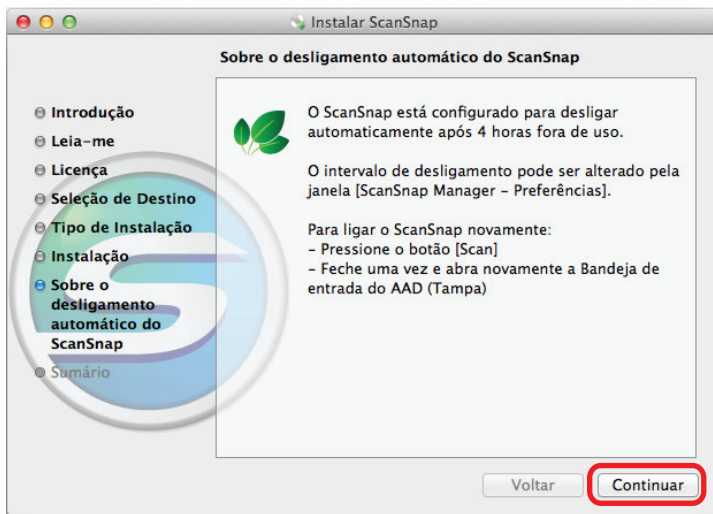 Instalar ScanSnap
Sobre o desligamento automático do ScanSnap
Introdução
Leia-me
Licença
Seleção de Destino
Tipo de Instalação
Instalação
Sobre o
desligamento
automático do
ScanSnap
Sumário
O ScanSnap está configurado para desligar
automaticamente após 4 horas fora de uso.
O intervalo de desligamento pode ser alterado pela
janela [ScanSnap Manager – Preferências].
Para ligar o ScanSnap novamente:
– Pressione o botão [Scan]
– Feche uma vez e abra novamente a Bandeja de
entrada do AAD (Tampa)
Voltar
Continuar